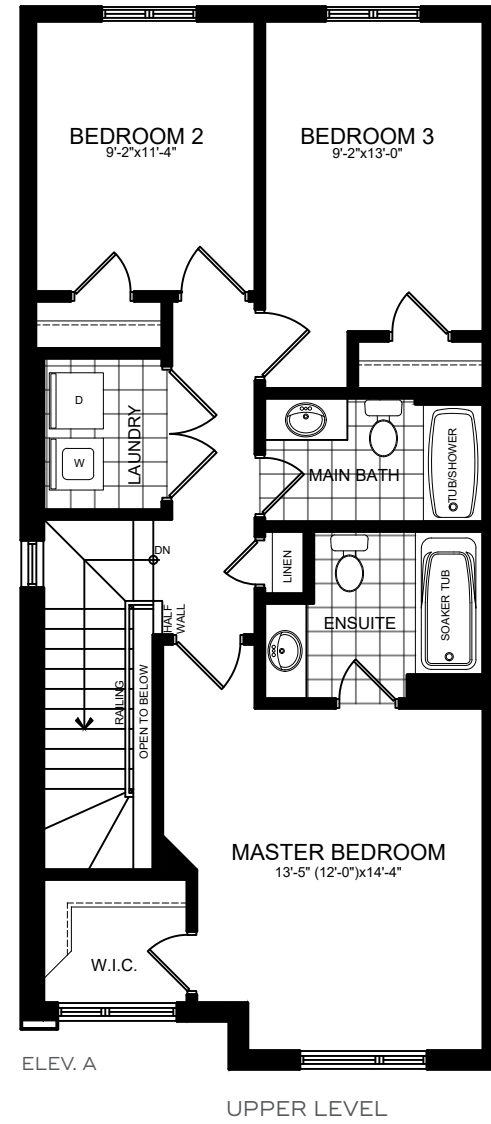 BEDROOM 2
9'-2"x11'-4"
BEDROOM 3
9'-2"x13'-0"
D
W
LAUNDRY
MAIN BATH
TUB/SHOWER
DN
LINEN
HALF
WALL
ENSUITE
SOAKER TUB
RAILING
OPEN TO BELOW
MASTER BEDROOM
13'-5" (12'-0")x14'-4"
W.I.C.
ELEV. A
UPPER LEVEL